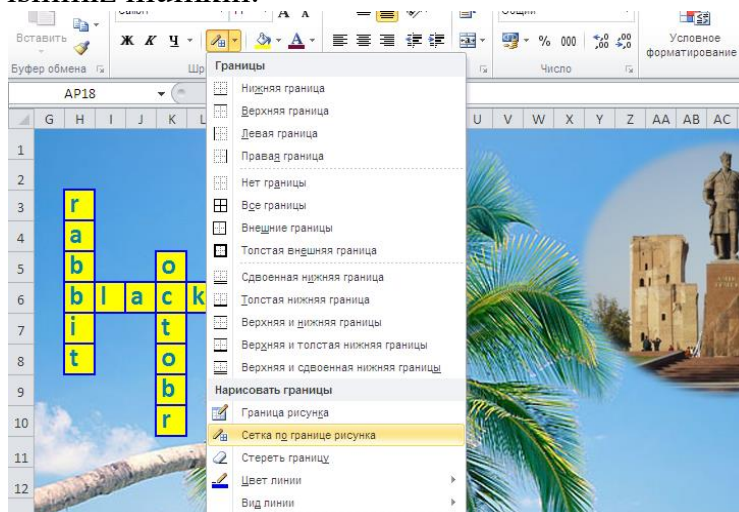 Вставить
Ж К Ч
% 000
Условное
форматирование
Буфер обмена
Число
AP18
Границы
Нижняя граница
Верхняя граница
Левая граница
Правая граница
Нет границы
Все границы
Внешние границы
Толстая внешняя граница
Сдвоенная нижняя граница
Толстая нижняя граница
Верхняя и нижняя границы
Верхняя и толстая нижняя границы
Верхняя и сдвоенная нижняя границы
Нарисовать границы
Граница рисунка
Сетка по границе рисунка
Стереть границу
Цвет линии
Вид линии
G H I J K L U V W X Y Z AA AB AC
1
2
3 r
4 a
5 b o
6 b l a c k
7 i t
8 t o
9 b
10 r
11
12